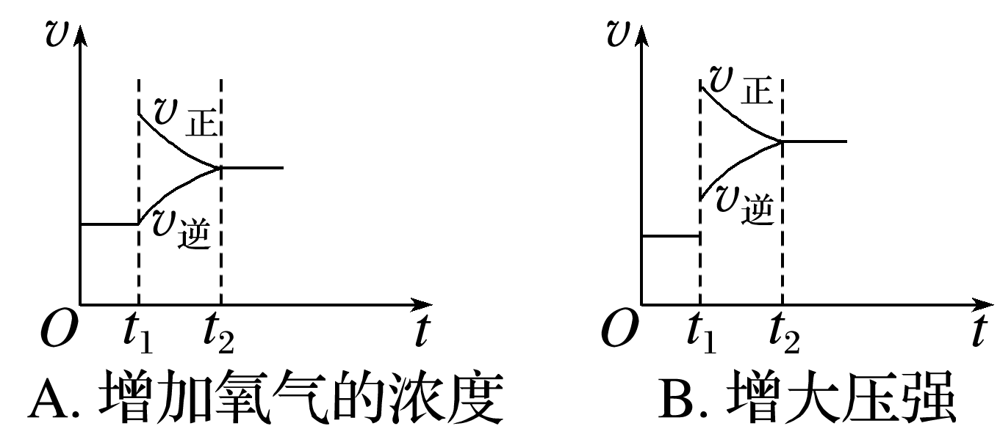 v v
v正 v正
v逆 v逆
O t₁ t₂ t O t₁ t₂ t
A. 增加氧气的浓度 B. 增大压强